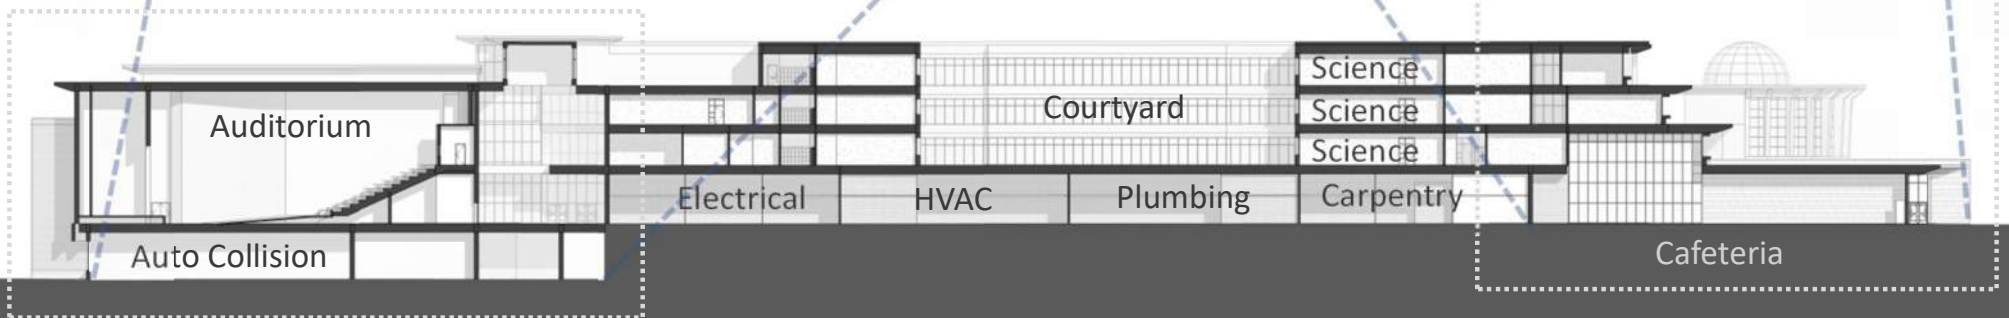 Science
Auditorium
Courtyard
Science
Science
Electrical
HVAC
Plumbing
Carpentry
Auto Collision
Cafeteria